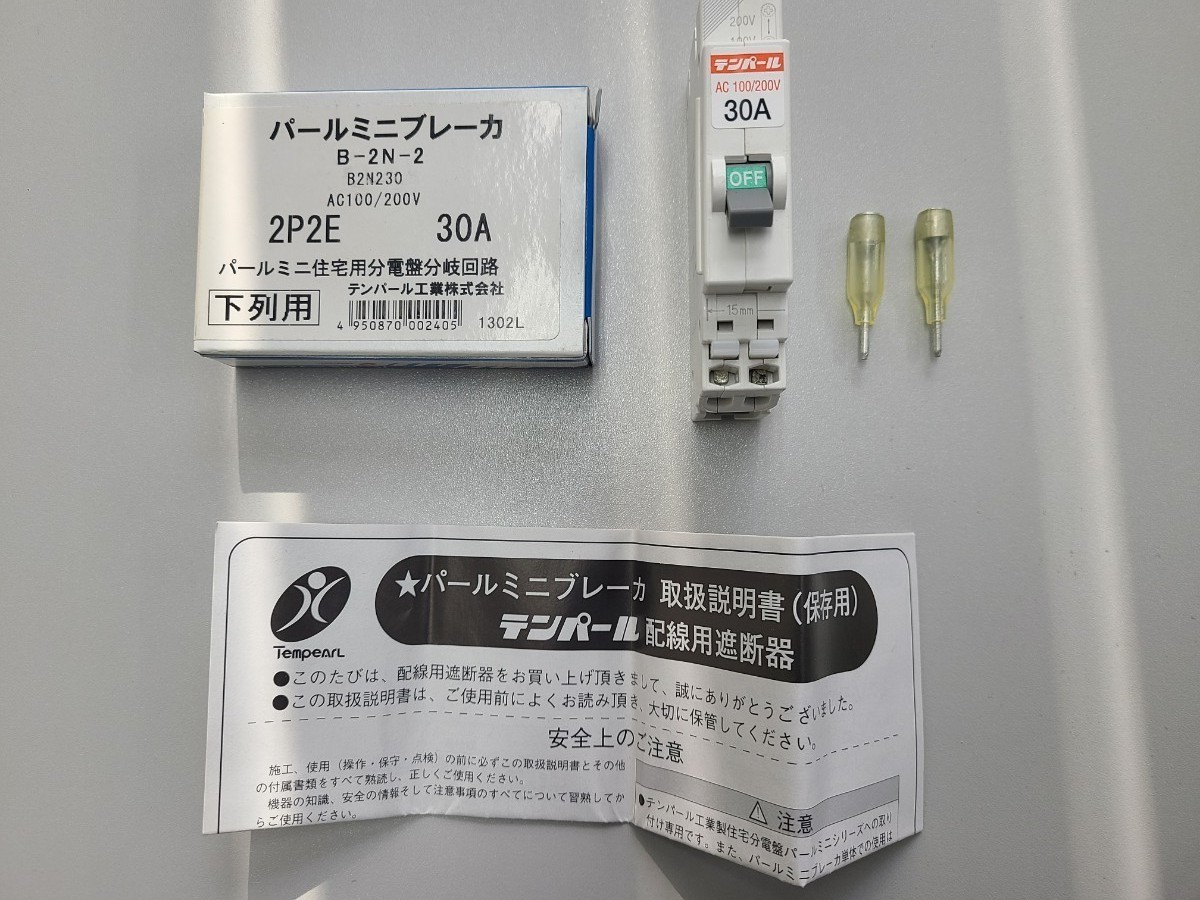 パールミニブレーカ
B-2N-2
B2N230
AC100/200V
2P2E 30A
パールミニ住宅用分電盤分岐回路
下列用
テンパール工業株式会社
4 950870 002405 1302L
200V
100V
テンパール
AC 100/200V
30A
OFF
15mm
TEMPEARL
★パールミニブレーカ 取扱説明書(保存用)
テンパール 配線用遮断器
●このたびは、配線用遮断器をお買い上げ頂きまして、誠にありがとうございました。
●この取扱説明書は、ご使用前によくお読み頂き、大切に保管してください。
安全上のご注意
施工、使用(操作・保守・点検)の前に必ずこの取扱説明書とその他
の付属書類をすべて熟読し、正しくご使用ください。
機器の知識、安全の情報そして注意事項のすべてについて習熟してか
らご使用ください。
⚠ 注意
●テンパール工業製住宅分電盤パールミニシリーズへの取り
付け専用です。また、パールミニブレーカ単体での使用は